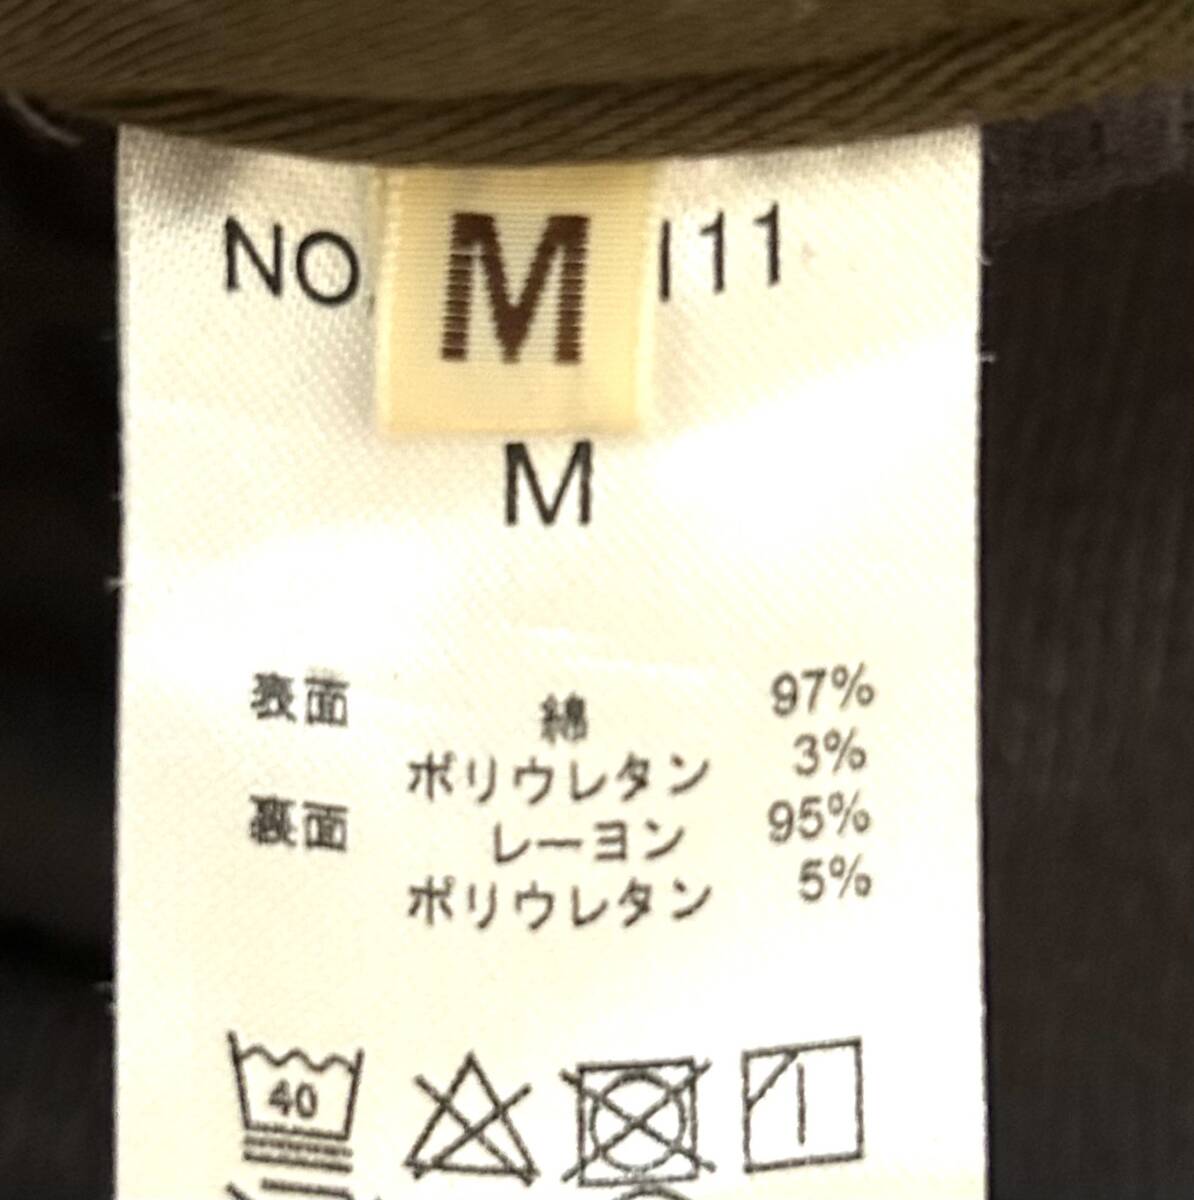 NO 111
M
M
表面 綿 97%
ポリウレタン 3%
裏面 レーヨン 95%
ポリウレタン 5%
40